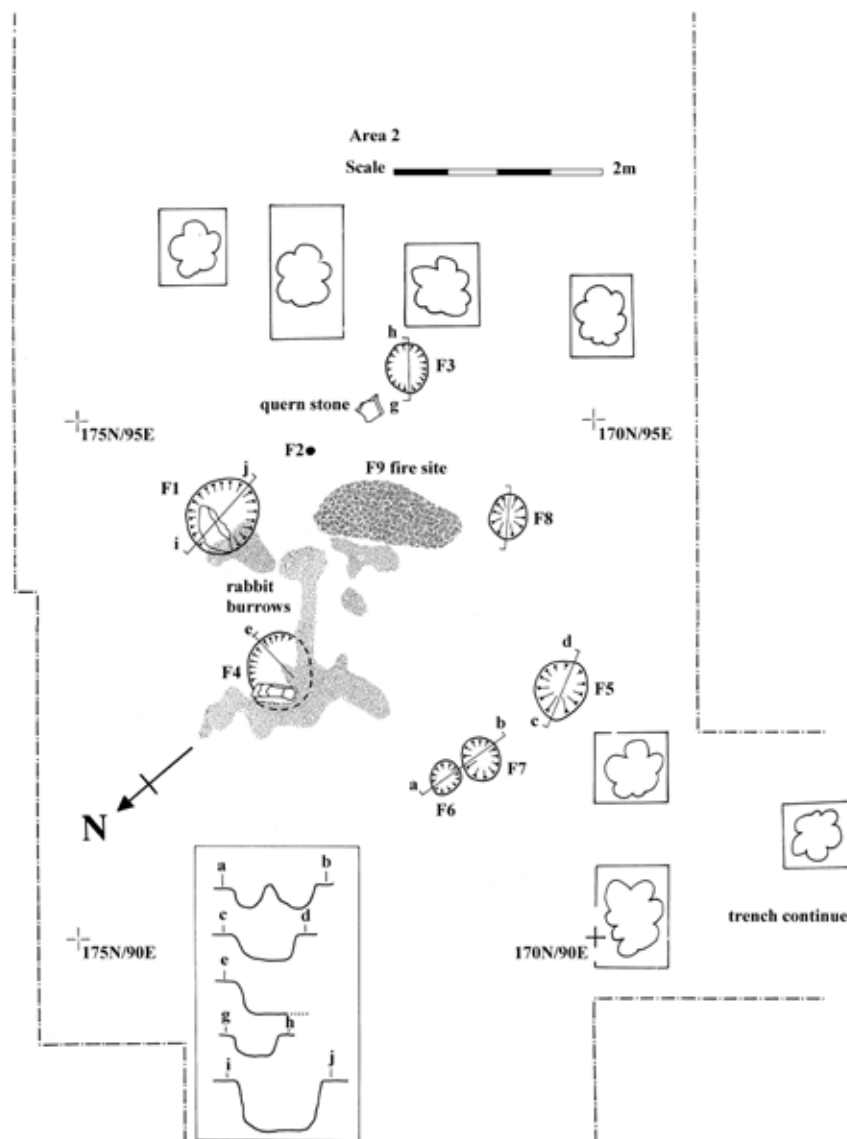 Area 2
Scale 2m
h
F3
quern stone
g
175N/95E
170N/95E
F2
j
F9 fire site
F1
F8
i
rabbit
burrows
e
d
F4
F5
c
b
a
F7
F6
N
a b
c d
e
g h
i j
trench continue
175N/90E
170N/90E